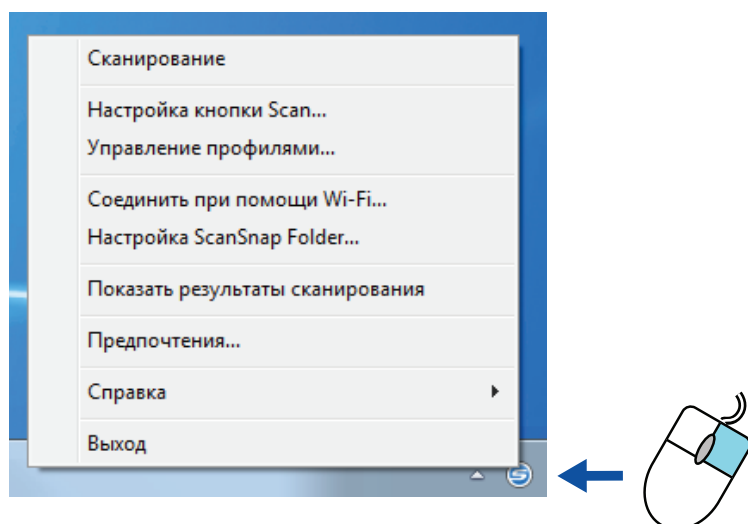 Сканирование
Настройка кнопки Scan...
Управление профилями...
Соединить при помощи Wi-Fi...
Настройка ScanSnap Folder...
Показать результаты сканирования
Предпочтения...
Справка
Выход